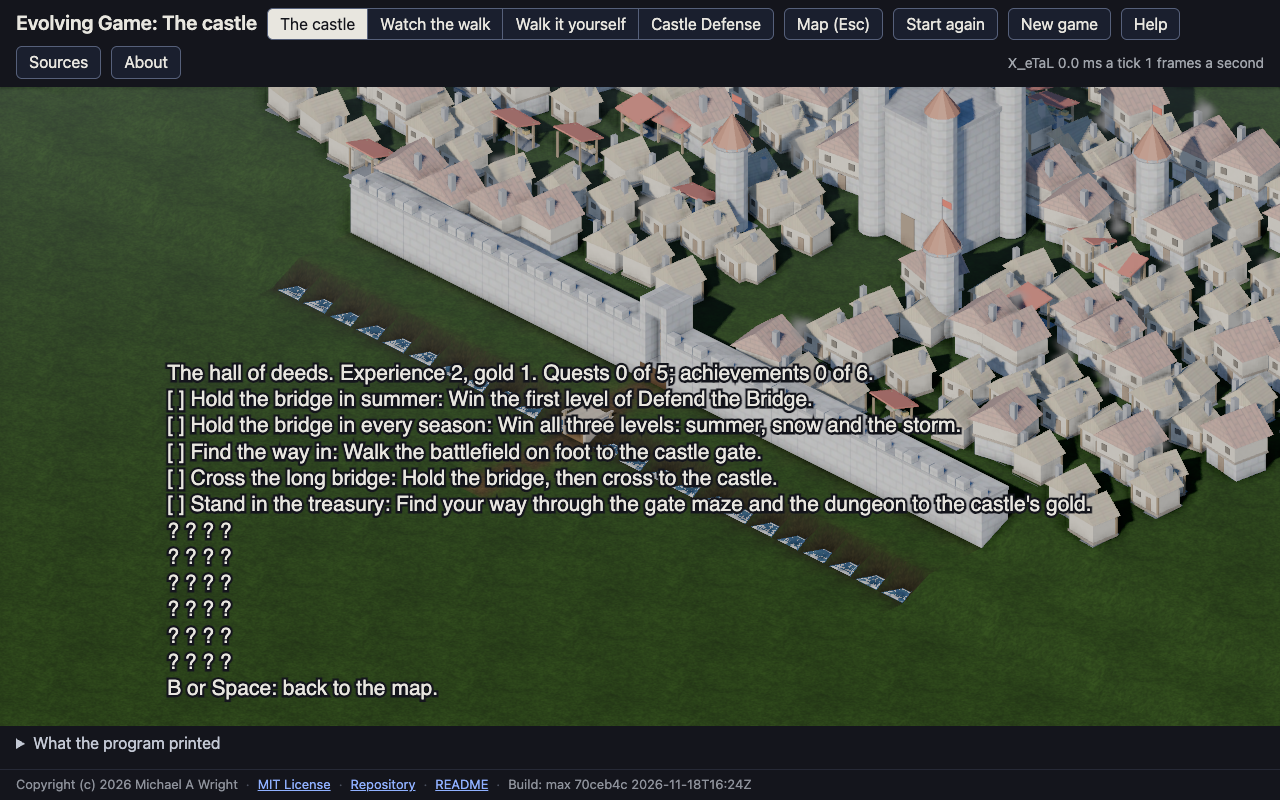 Evolving Game: The castle
The castle
Watch the walk
Walk it yourself
Castle Defense
Map (Esc)
Start again
New game
Help
Sources
About
X_eTaL 0.0 ms a tick 1 frames a second
The hall of deeds. Experience 2, gold 1. Quests 0 of 5; achievements 0 of 6.
[ ] Hold the bridge in summer: Win the first level of Defend the Bridge.
[ ] Hold the bridge in every season: Win all three levels: summer, snow and the storm.
[ ] Find the way in: Walk the battlefield on foot to the castle gate.
[ ] Cross the long bridge: Hold the bridge, then cross to the castle.
[ ] Stand in the treasury: Find your way through the gate maze and the dungeon to the castle's gold.
? ? ? ?
? ? ? ?
? ? ? ?
? ? ? ?
? ? ? ?
? ? ? ?
B or Space: back to the map.
What the program printed
Copyright (c) 2026 Michael A Wright · MIT License · Repository · README · Build: max 70ceb4c 2026-11-18T16:24Z